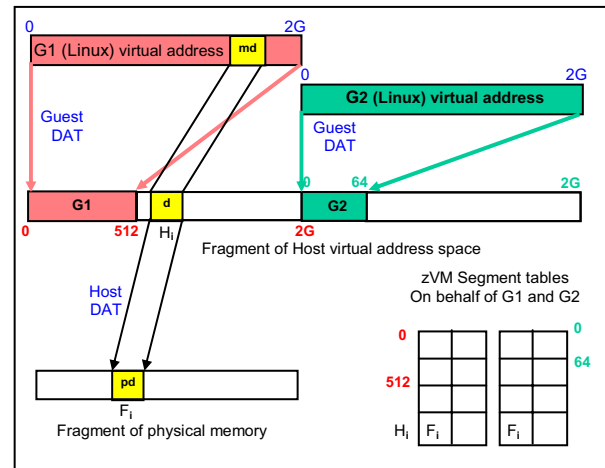 0 2G
G1 (Linux) virtual address md
0 2G
G2 (Linux) virtual address
Guest
DAT
Guest
DAT
0 64 2G
G1 d G2
0 512 Hi 2G
Fragment of Host virtual address space
Host
DAT
zVM Segment tables
On behalf of G1 and G2
0 0
64
512
pd
Fi
Hi Fi Fi
Fragment of physical memory